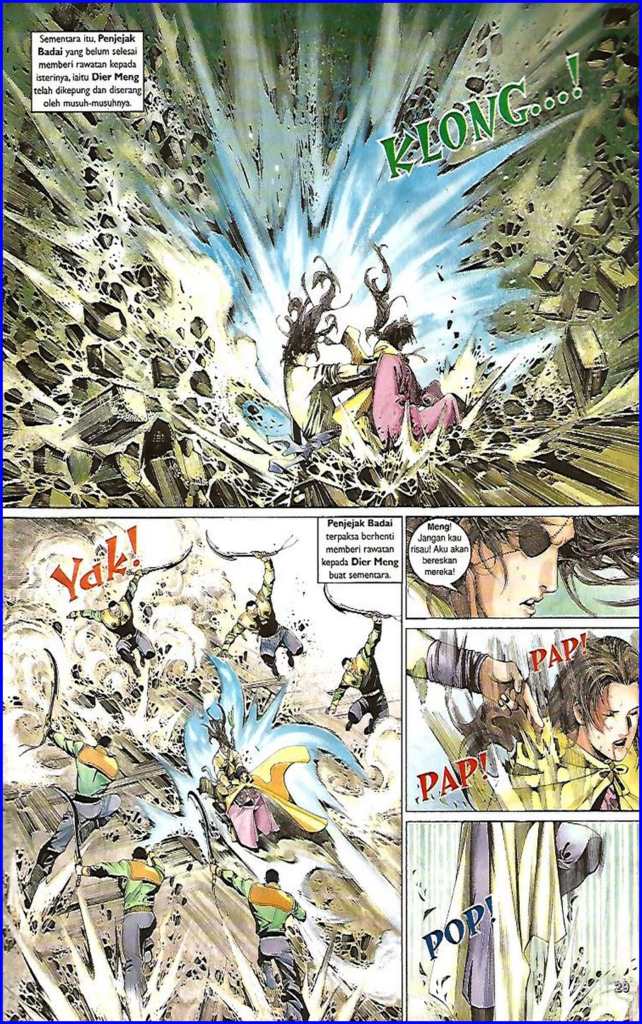 Sementara itu, Penjejak
Badai yang belum selesai
memberi rawatan kepada
isterinya, iaitu Dier Meng
telah dikepung dan diserang
oleh musuh-musuhnya.
KLONG...!
Yak!
Penjejak Badai
terpaksa berhenti
memberi rawatan
kepada Dier Meng
buat sementara.
Meng!
Jangan kau
risau! Aku akan
bereskan
mereka!
PAP!
PAP!
POP!
29